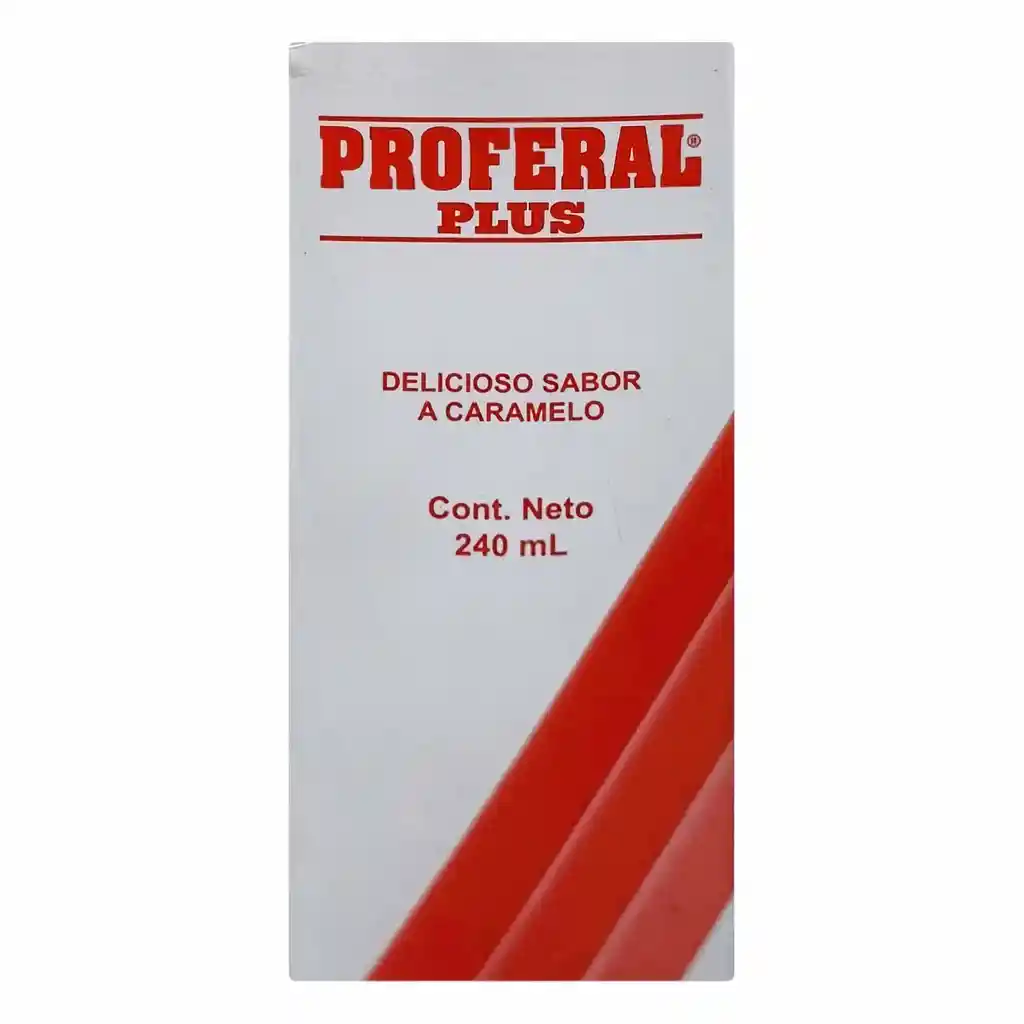 PROFERAL®
PLUS
DELICIOSO SABOR
A CARAMELO
Cont. Neto
240 mL